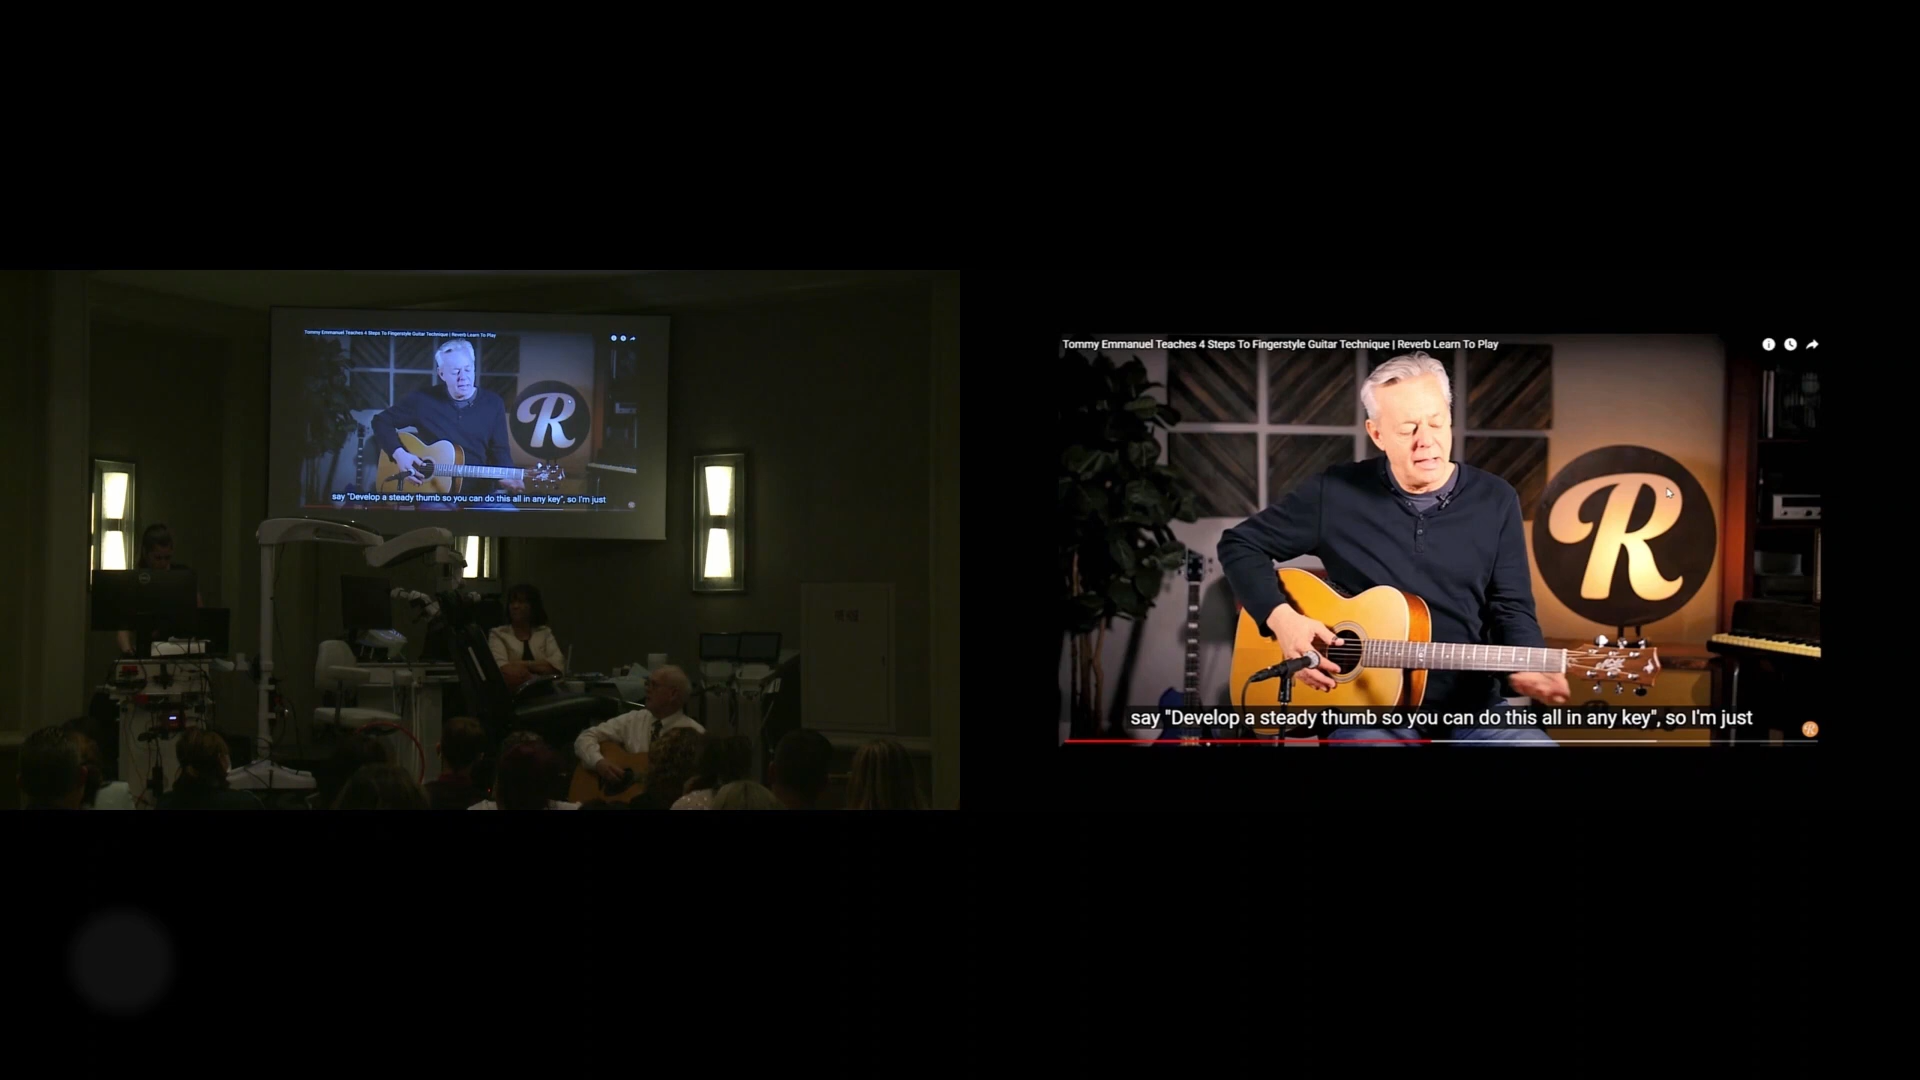 Tommy Emmanuel Teaches 4 Steps To Fingerstyle Guitar Technique | Reverb Learn To Play
R
say "Develop a steady thumb so you can do this all in any key", so I'm just
Tommy Emmanuel Teaches 4 Steps To Fingerstyle Guitar Technique | Reverb Learn To Play
R
say "Develop a steady thumb so you can do this all in any key", so I'm just